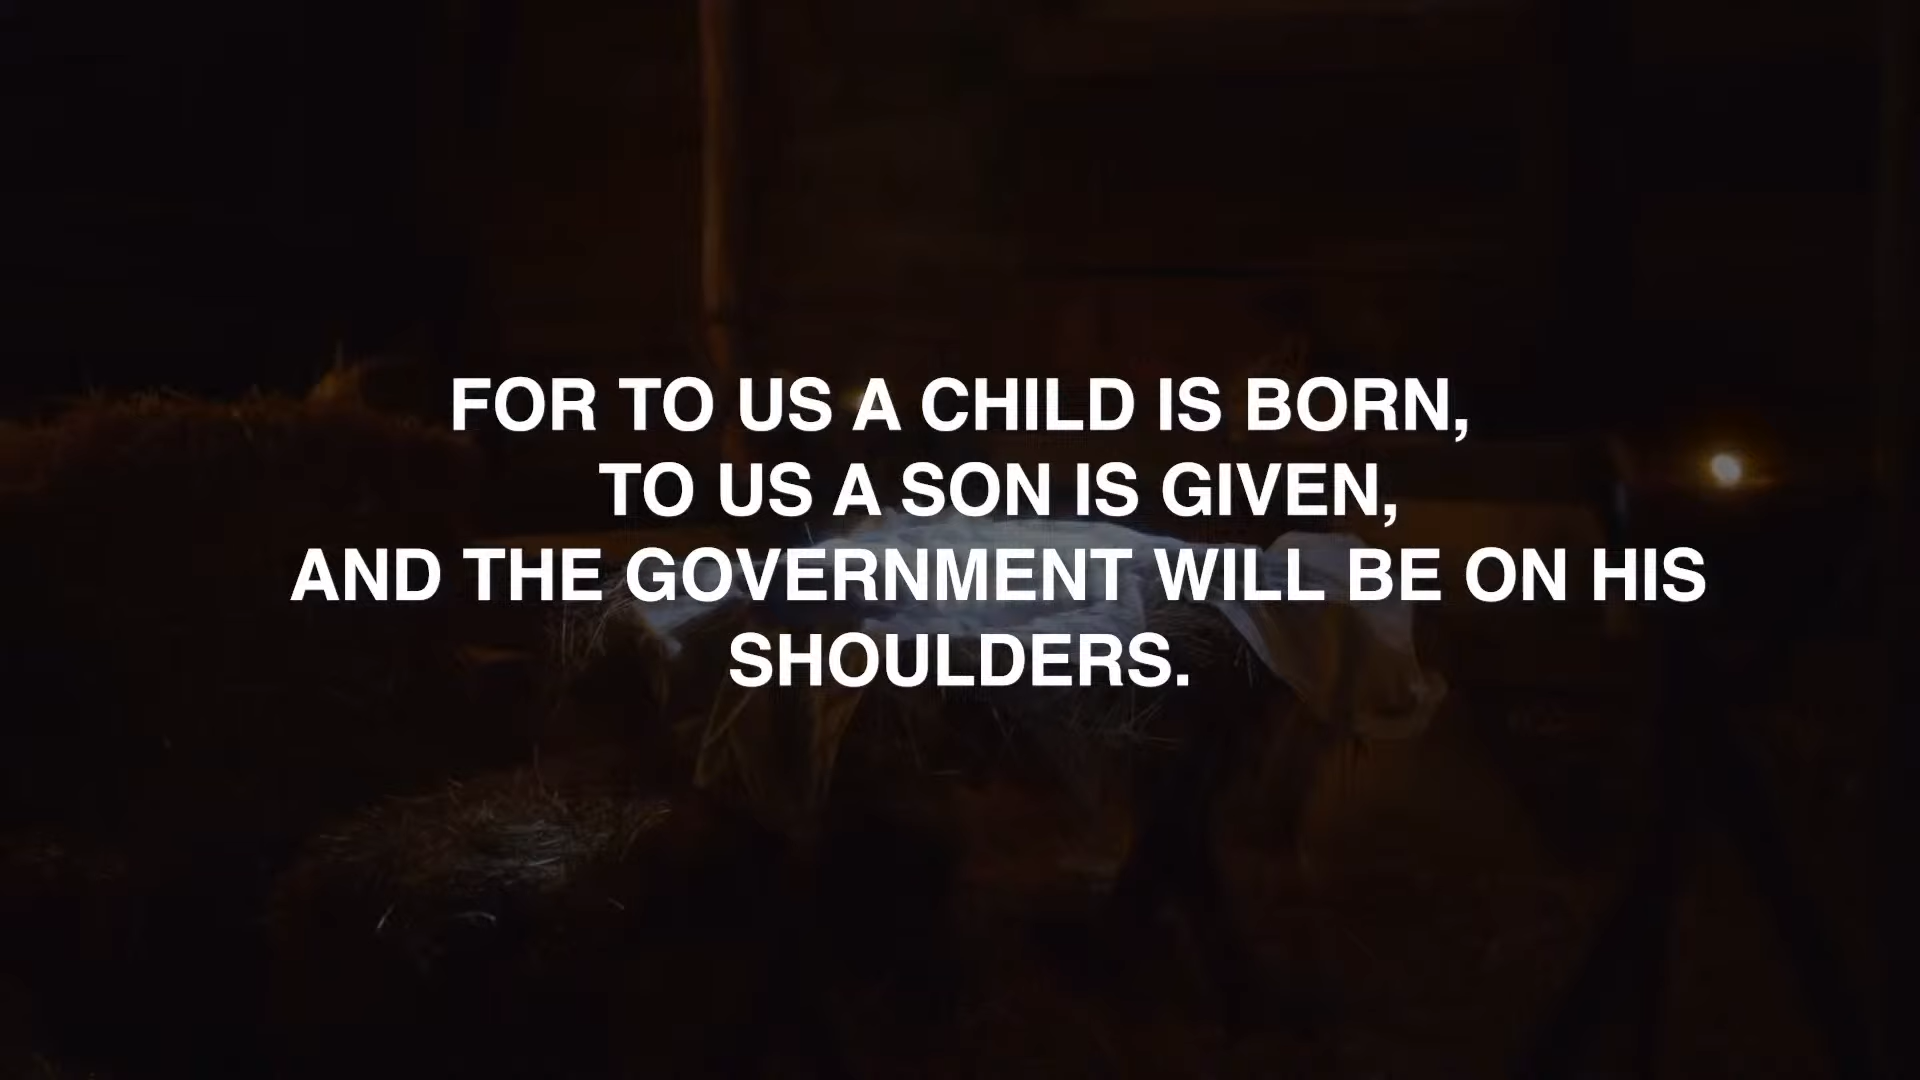 FOR TO US A CHILD IS BORN,
TO US A SON IS GIVEN,
AND THE GOVERNMENT WILL BE ON HIS
SHOULDERS.